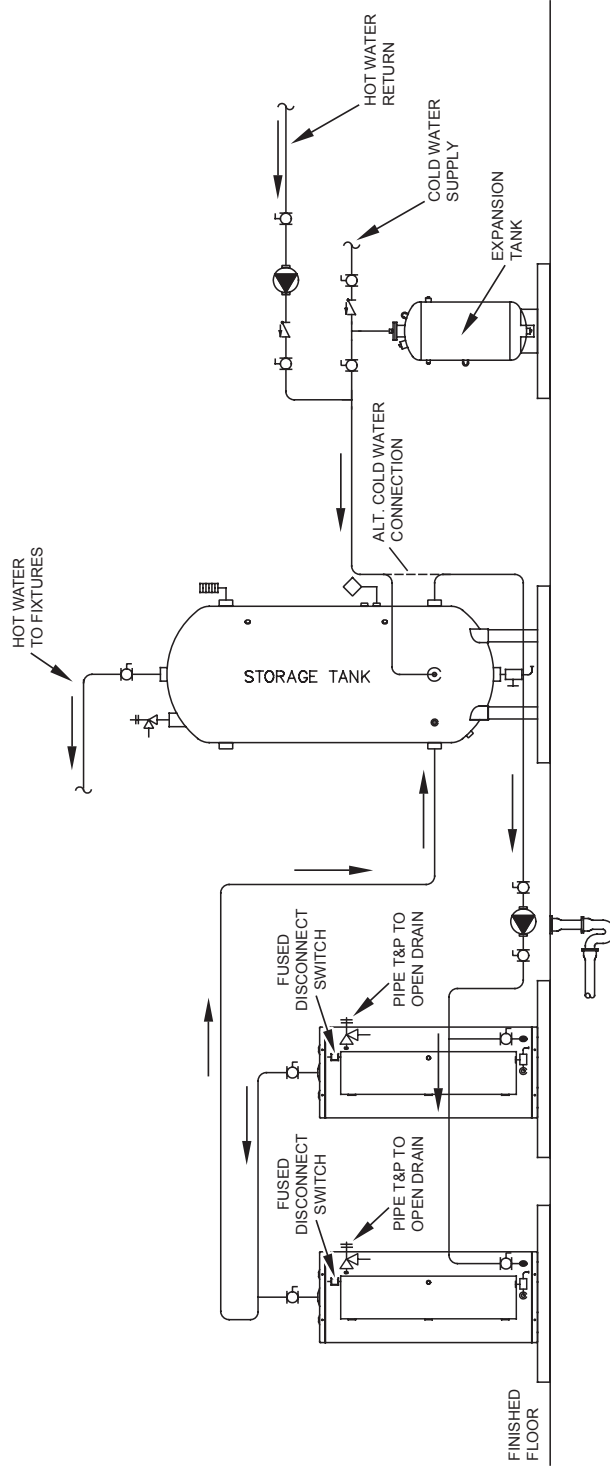 FINISHED
FLOOR
FUSED
DISCONNECT
SWITCH
PIPE T&P TO
OPEN DRAIN
FUSED
DISCONNECT
SWITCH
PIPE T&P TO
OPEN DRAIN
HOT WATER
TO FIXTURES
STORAGE TANK
ALT. COLD WATER
CONNECTION
HOT WATER
RETURN
COLD WATER
SUPPLY
EXPANSION
TANK